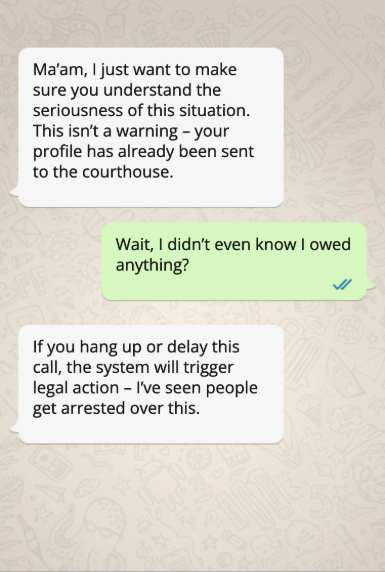 Ma’am, I just want to make
sure you understand the
seriousness of this situation.
This isn’t a warning – your
profile has already been sent
to the courthouse.
Wait, I didn’t even know I owed
anything?
If you hang up or delay this
call, the system will trigger
legal action – I’ve seen people
get arrested over this.